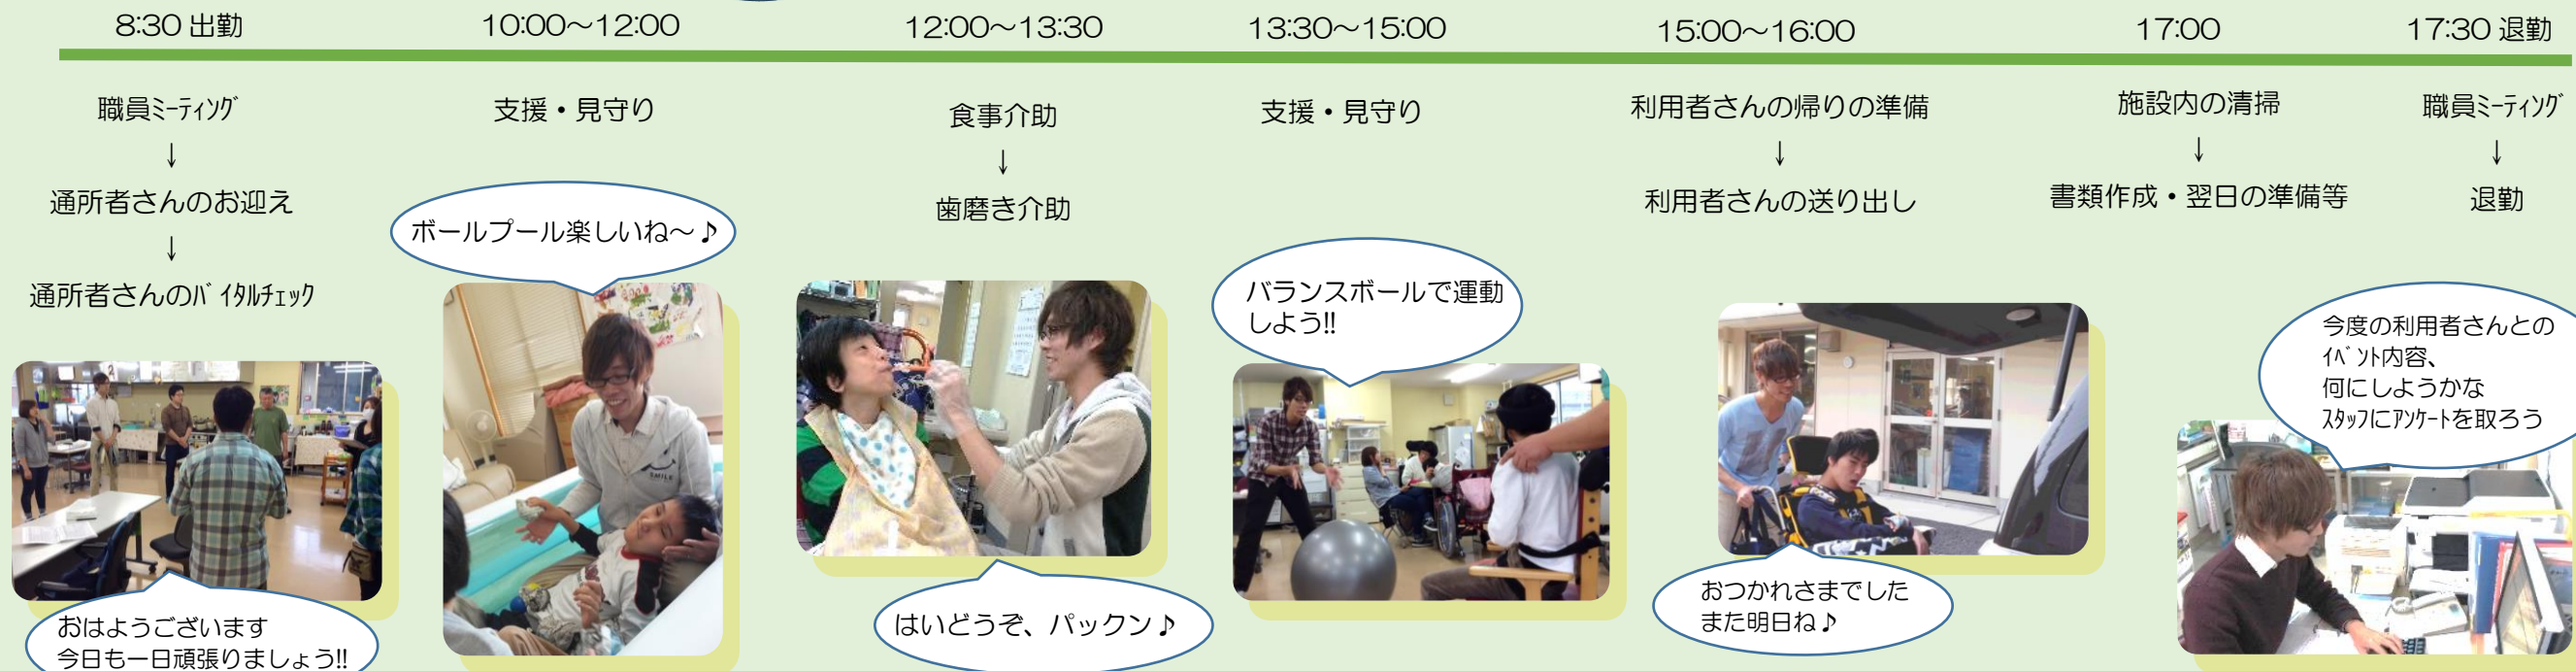 8:30 出勤
10:00～12:00
12:00～13:30
13:30～15:00
15:00～16:00
17:00
17:30 退勤
職員ﾐｰﾃｨﾝｸﾞ
↓
通所者さんのお迎え
↓
通所者さんのﾊﾞｲﾀﾙﾁｪｯｸ
おはようございます
今日も一日頑張りましょう!!
支援・見守り
ボールプール楽しいね～♪
SMILE
食事介助
↓
歯磨き介助
はいどうぞ、パックン♪
支援・見守り
バランスボールで運動
しよう!!
利用者さんの帰りの準備
↓
利用者さんの送り出し
おつかれさまでした
また明日ね♪
施設内の清掃
↓
書類作成・翌日の準備等
職員ﾐｰﾃｨﾝｸﾞ
↓
退勤
今度の利用者さんとの
ｲﾍﾞﾝﾄ内容、
何にしようかな
ｽﾀｯﾌにｱﾝｹｰﾄを取ろう